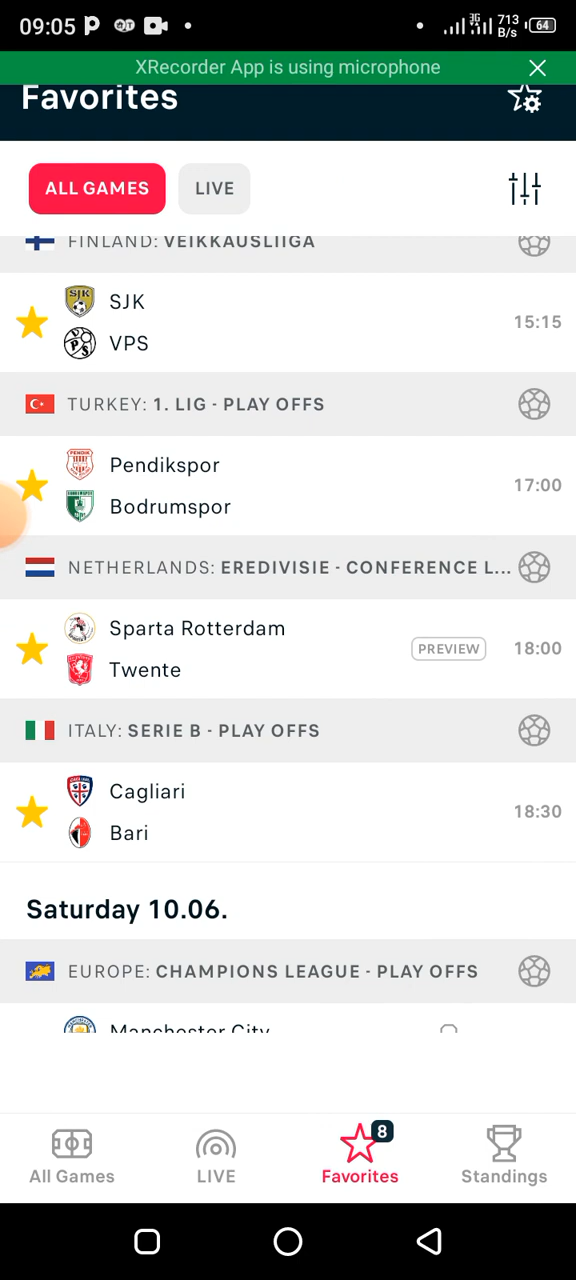 09:05
3G
713
B/s
64
XRecorder App is using microphone
Favorites
ALL GAMES
LIVE
FINLAND: VEIKKAUSLIIGA
SJK
VPS
15:15
TURKEY: 1. LIG - PLAY OFFS
Pendikspor
Bodrumspor
17:00
NETHERLANDS: EREDIVISIE - CONFERENCE L...
Sparta Rotterdam
Twente
PREVIEW
18:00
ITALY: SERIE B - PLAY OFFS
Cagliari
Bari
18:30
Saturday 10.06.
EUROPE: CHAMPIONS LEAGUE - PLAY OFFS
Manchester City
8
All Games
LIVE
Favorites
Standings